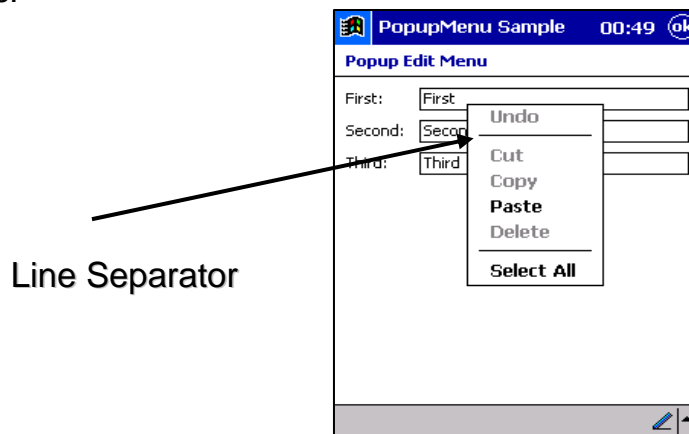 PopupMenu Sample 00:49 ok
Popup Edit Menu
First: First
Undo
Second:
Cut
Third: Third
Copy
Paste
Delete
Select All
Line Separator